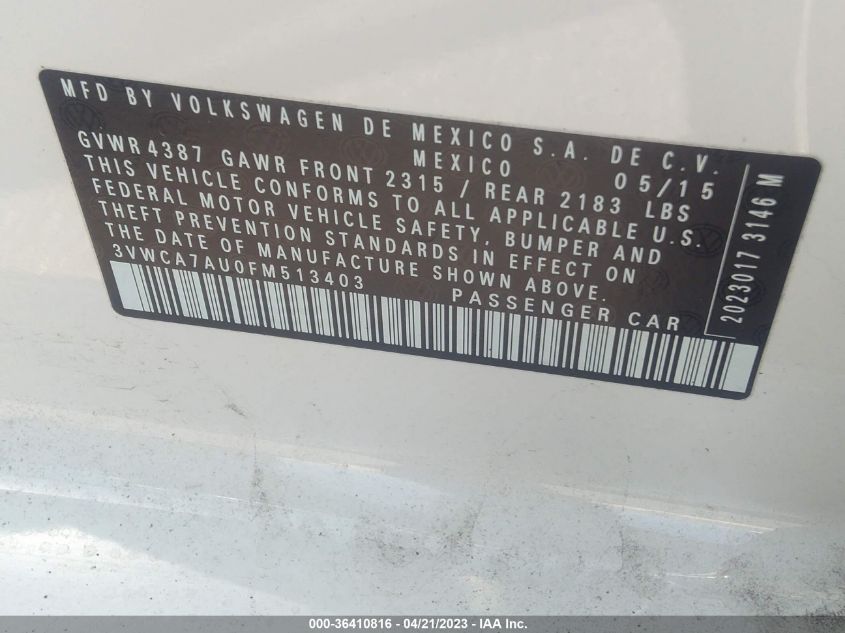 MFD BY VOLKSWAGEN DE MEXICO S.A. DE C.V.
MEXICO 05/15
GVWR 4387 GAWR FRONT 2315 / REAR 2183 LBS
THIS VEHICLE CONFORMS TO ALL APPLICABLE U.S.
FEDERAL MOTOR VEHICLE SAFETY, BUMPER AND
THEFT PREVENTION STANDARDS IN EFFECT ON
THE DATE OF MANUFACTURE SHOWN ABOVE.
3VWCA7AU0FM513403 PASSENGER CAR
2023017 3146 M
000-36410816 - 04/21/2023 - IAA Inc.